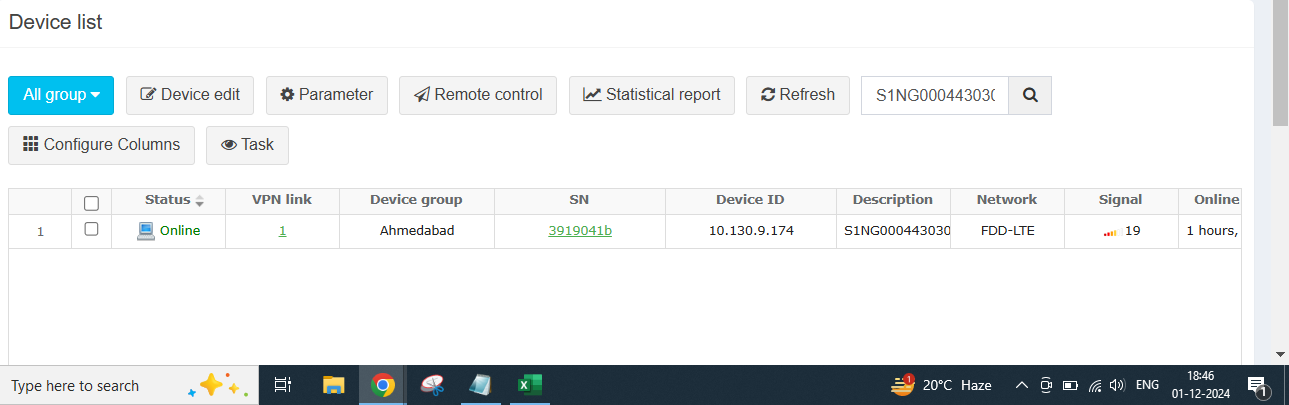 Device list
All group Device edit Parameter Remote control Statistical report Refresh S1NG000443030
Configure Columns Task
Status VPN link Device group SN Device ID Description Network Signal Online
1 Online 1 Ahmedabad 3919041b 10.130.9.174 S1NG000443030 FDD-LTE 19 1 hours,
Type here to search 1 20°C Haze ENG 18:46
01-12-2024 1